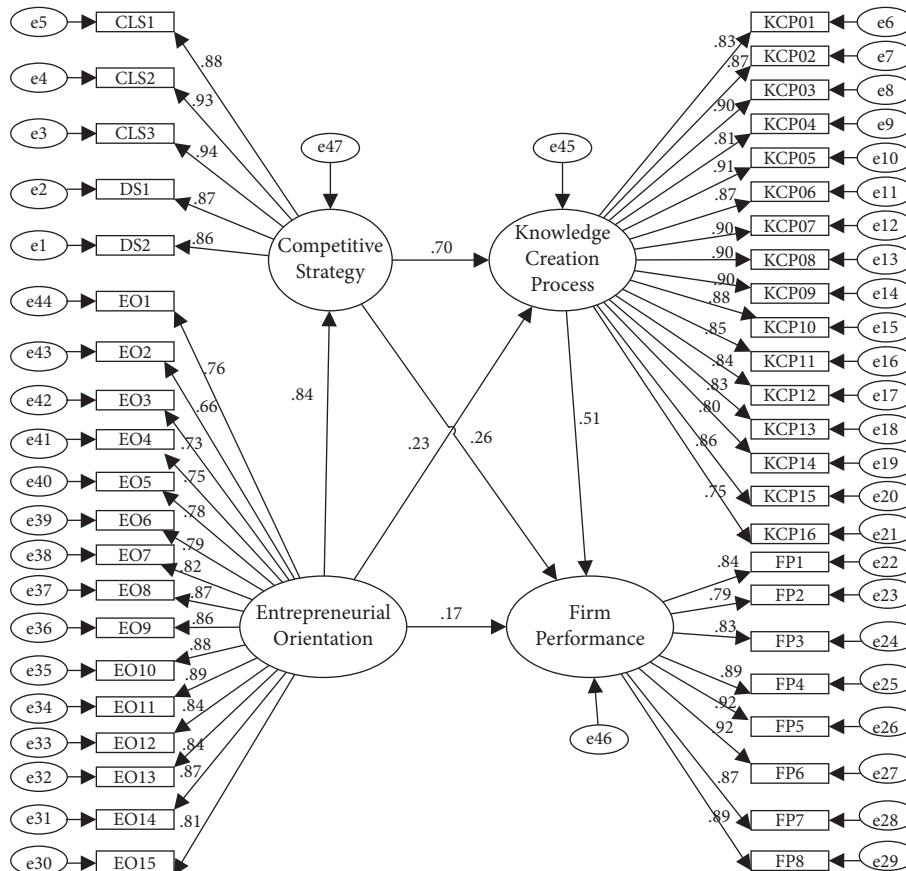 e5 CLS1
e4 CLS2
e3 CLS3
e2 DS1
e1 DS2
e44 EO1
e43 EO2
e42 EO3
e41 EO4
e40 EO5
e39 EO6
e38 EO7
e37 EO8
e36 EO9
e35 EO10
e34 EO11
e33 EO12
e32 EO13
e31 EO14
e30 EO15
.88
.93
.94
.87
.86
.76
.66
.73
.75
.78
.79
.82
.87
.86
.88
.89
.84
.84
.87
.81
e47
Competitive
Strategy
.70
.84
.23
.26
.51
.17
Entrepreneurial
Orientation
e45
Knowledge
Creation
Process
Firm
Performance
e46
.83
.87
.90
.81
.91
.87
.90
.90
.90
.88
.85
.84
.83
.80
.86
.75
KCP01 e6
KCP02 e7
KCP03 e8
KCP04 e9
KCP05 e10
KCP06 e11
KCP07 e12
KCP08 e13
KCP09 e14
KCP10 e15
KCP11 e16
KCP12 e17
KCP13 e18
KCP14 e19
KCP15 e20
KCP16 e21
.84
.79
.83
.89
.92
.92
.87
.89
FP1 e22
FP2 e23
FP3 e24
FP4 e25
FP5 e26
FP6 e27
FP7 e28
FP8 e29